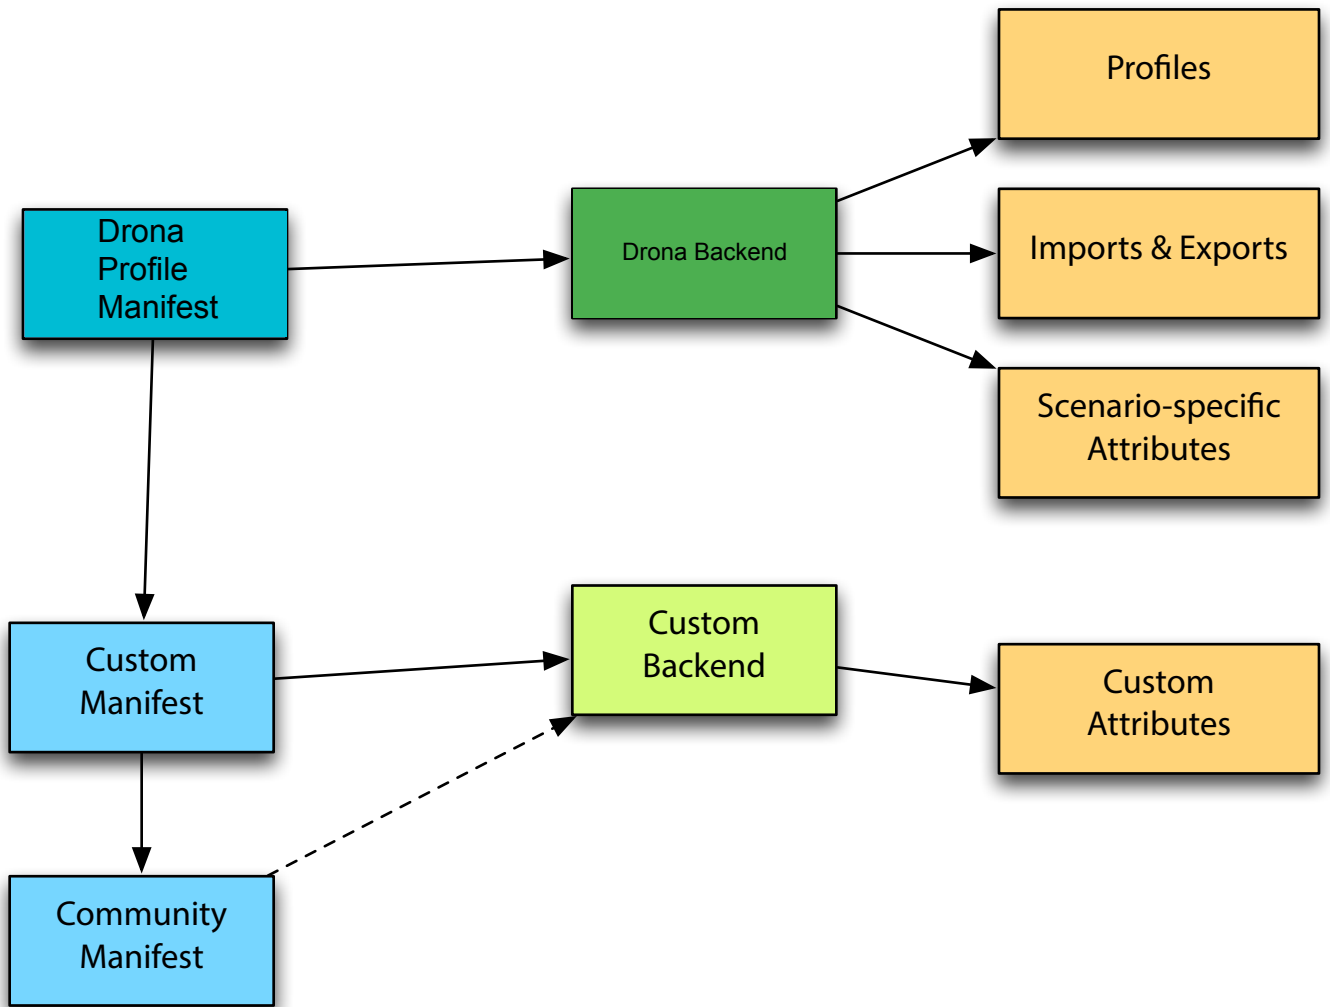 Profiles
Drona
Profile
Manifest
Drona Backend
Imports & Exports
Scenario-specific
Attributes
Custom
Manifest
Custom
Backend
Custom
Attributes
Community
Manifest